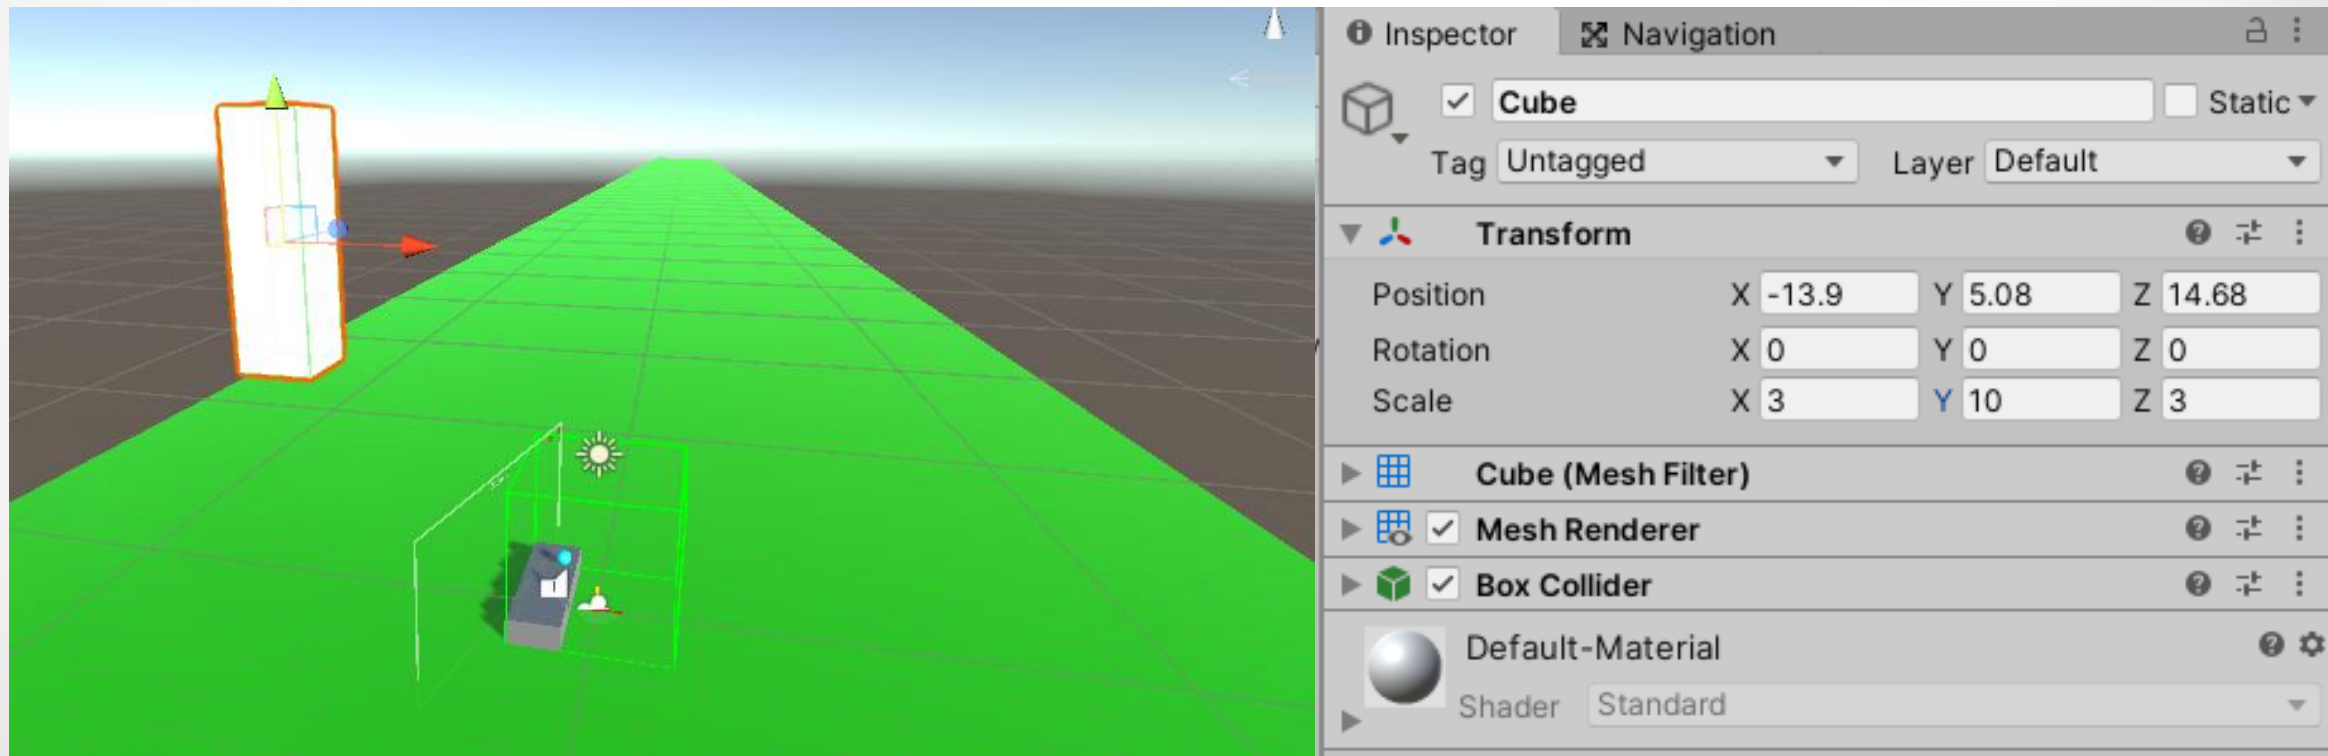 Inspector
Navigation
Cube
Static
Tag Untagged
Layer Default
Transform
Position X -13.9 Y 5.08 Z 14.68
Rotation X 0 Y 0 Z 0
Scale X 3 Y 10 Z 3
Cube (Mesh Filter)
Mesh Renderer
Box Collider
Default-Material
Shader Standard